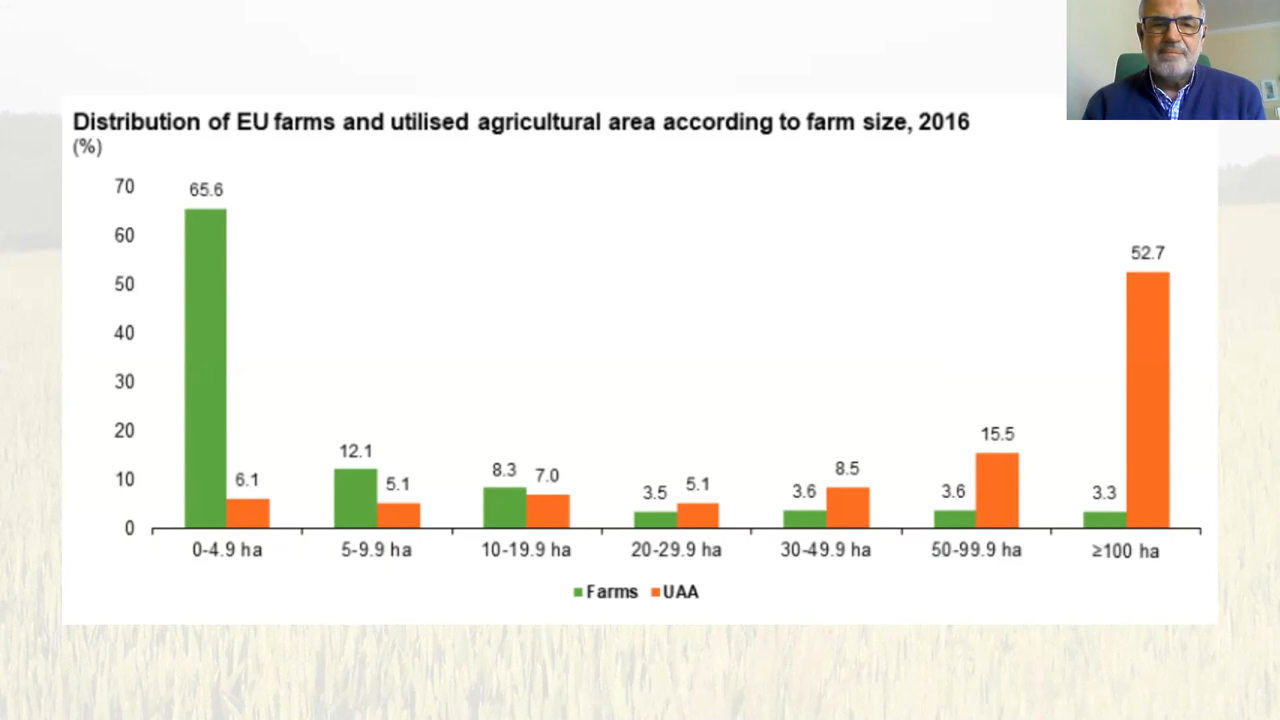 Distribution of EU farms and utilised agricultural area according to farm size, 2016
(%)
70
60
50
40
30
20
10
0
65.6
6.1
12.1
5.1
8.3
7.0
3.5
5.1
3.6
8.5
3.6
15.5
3.3
52.7
0-4.9 ha
5-9.9 ha
10-19.9 ha
20-29.9 ha
30-49.9 ha
50-99.9 ha
≥100 ha
Farms
UAA